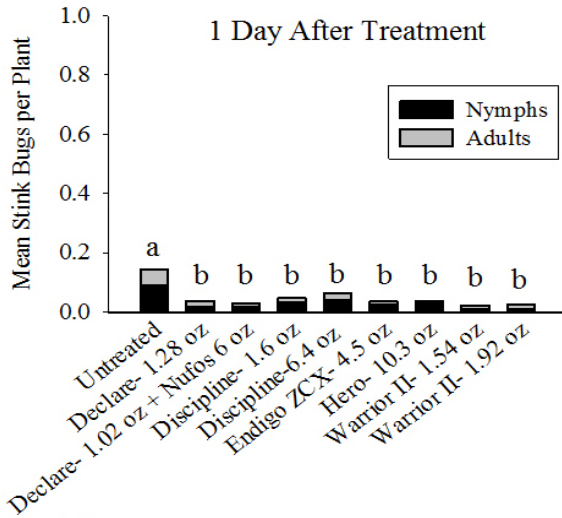 1 Day After Treatment
Mean Stink Bugs per Plant
1.0
0.8
0.6
0.4
0.2
0.0
Nymphs
Adults
a
b
b
b
b
b
b
b
b
Untreated
Declare- 1.28 oz
Declare- 1.02 oz + Nufos 6 oz
Discipline- 1.6 oz
Discipline-6.4 oz
Endigo ZCX- 4.5 oz
Hero- 10.3 oz
Warrior II- 1.54 oz
Warrior II- 1.92 oz